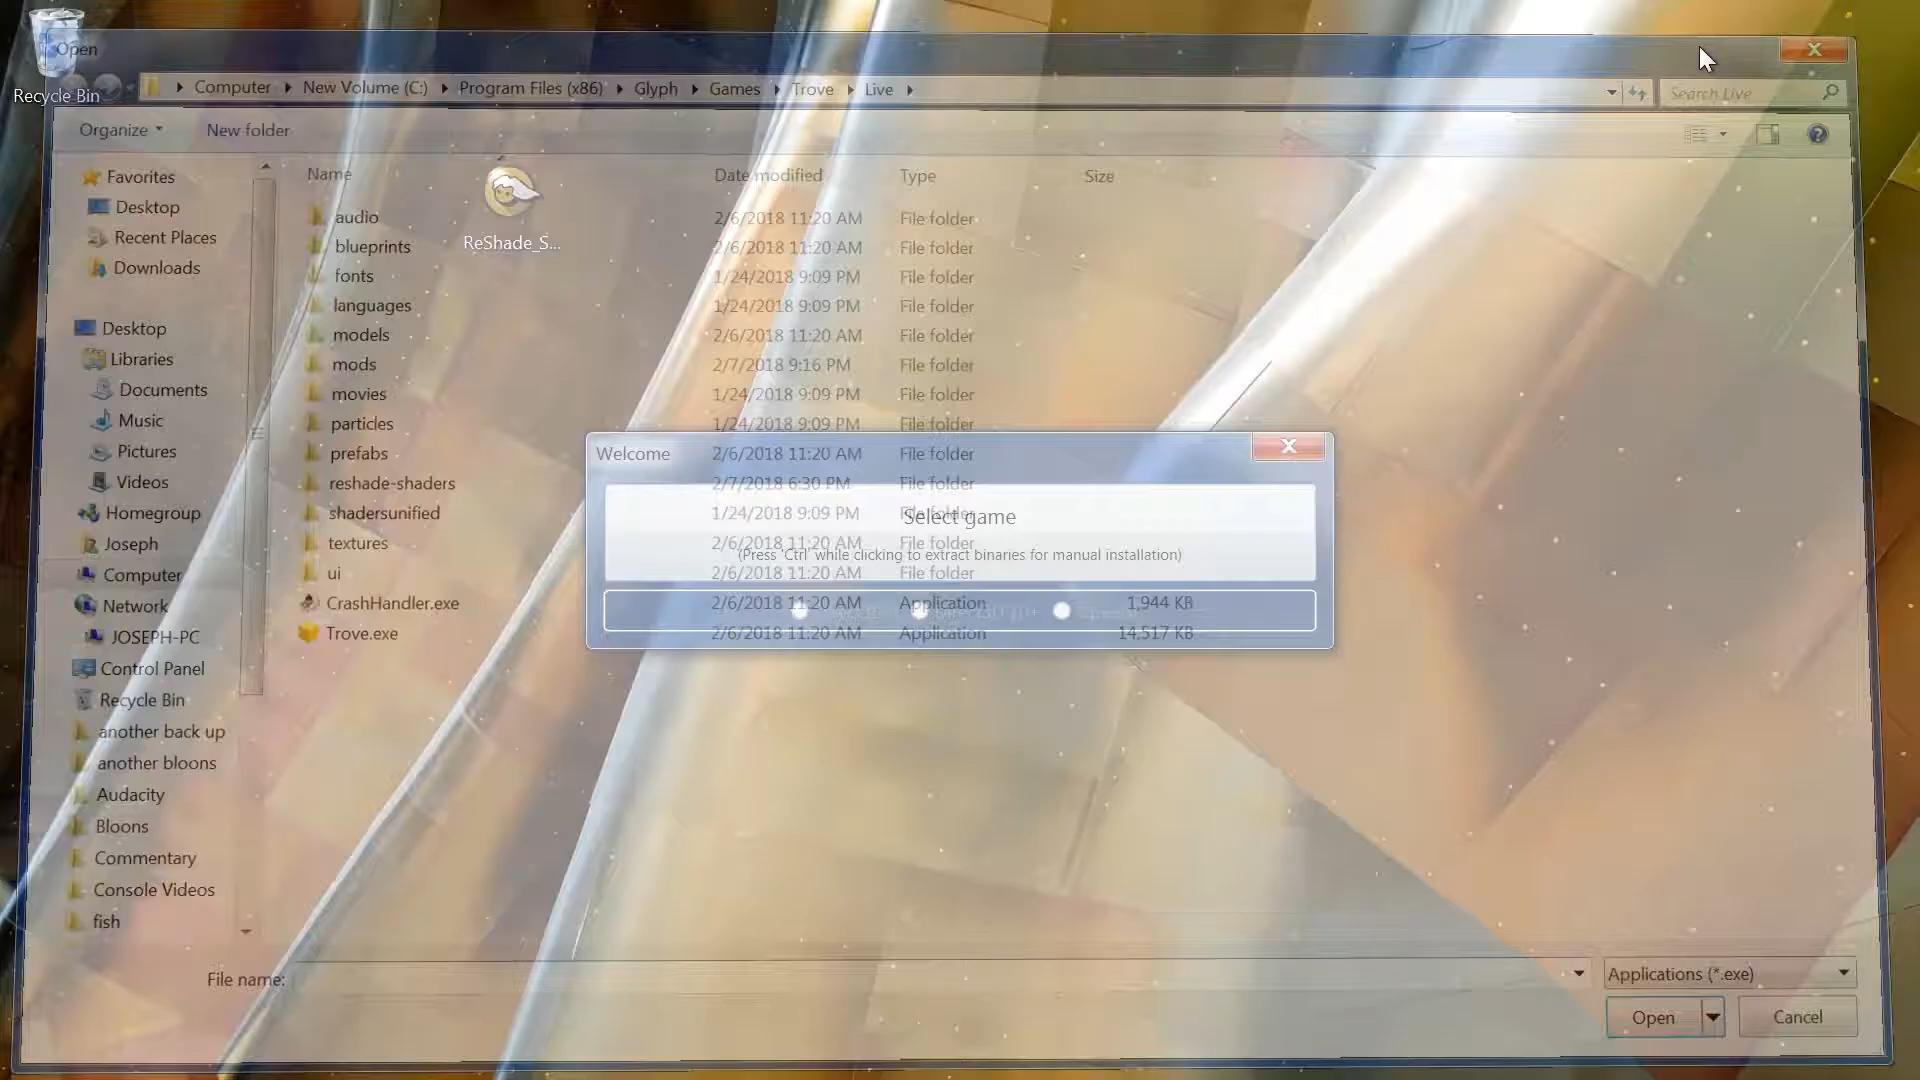 Open
Recycle Bin
Computer New Volume (C:) Program Files (x86) Glyph Games Trove Live
Search Live
Organize New folder
Name Date modified Type Size
Favorites
Desktop
Recent Places
Downloads
Desktop
Libraries
Documents
Music
Pictures
Videos
Homegroup
Joseph
Computer
Network
JOSEPH-PC
Control Panel
Recycle Bin
another back up
another bloons
Audacity
Bloons
Commentary
Console Videos
fish
ReShade_S...
audio 2/6/2018 11:20 AM File folder
blueprints 2/6/2018 11:20 AM File folder
fonts 1/24/2018 9:09 PM File folder
languages 1/24/2018 9:09 PM File folder
models 2/6/2018 11:20 AM File folder
mods 2/7/2018 9:16 PM File folder
movies 1/24/2018 9:09 PM File folder
particles 1/24/2018 9:09 PM File folder
prefabs 2/6/2018 11:20 AM File folder
reshade-shaders 2/7/2018 6:30 PM File folder
shadersunified 1/24/2018 9:09 PM File folder
textures 2/6/2018 11:20 AM File folder
ui 2/6/2018 11:20 AM File folder
CrashHandler.exe 2/6/2018 11:20 AM Application 1,944 KB
Trove.exe 2/6/2018 11:20 AM Application 14,517 KB
Welcome
Select game
(Press 'Ctrl' while clicking to extract binaries for manual installation)
File name:
Applications (*.exe)
Open Cancel